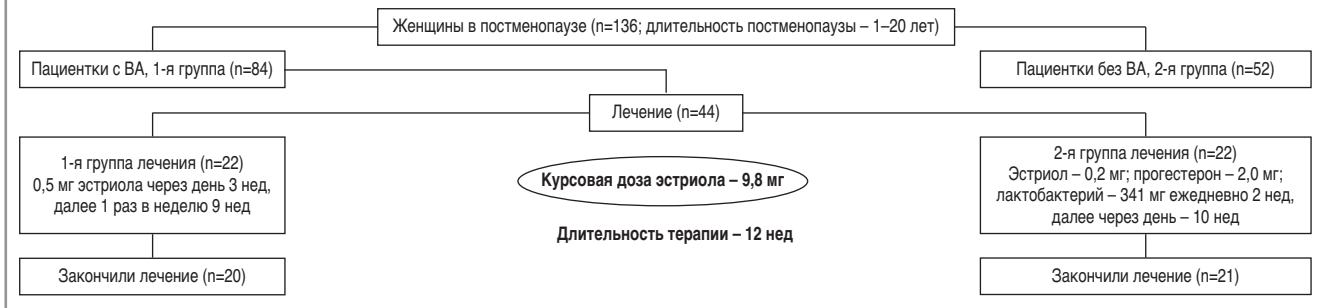 Женщины в постменопаузе (n=136; длительность постменопаузы – 1–20 лет)
Пациентки с ВА, 1-я группа (n=84)
Пациентки без ВА, 2-я группа (n=52)
Лечение (n=44)
1-я группа лечения (n=22)
0,5 мг эстриола через день 3 нед,
далее 1 раз в неделю 9 нед
Курсовая доза эстриола – 9,8 мг
Длительность терапии – 12 нед
2-я группа лечения (n=22)
Эстриол – 0,2 мг; прогестерон – 2,0 мг;
лактобактерий – 341 мг ежедневно 2 нед,
далее через день – 10 нед
Закончили лечение (n=20)
Закончили лечение (n=21)